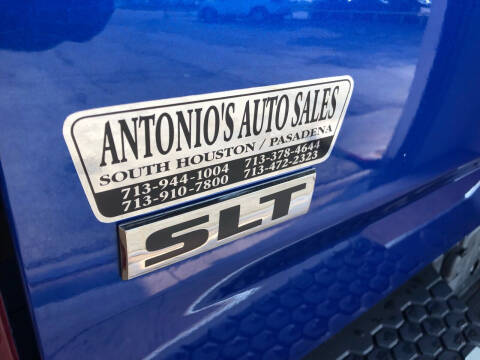 ANTONIO'S AUTO SALES
SOUTH HOUSTON / PASADENA
713-944-1004 713-378-4644
713-910-7800 713-472-2323
SLT